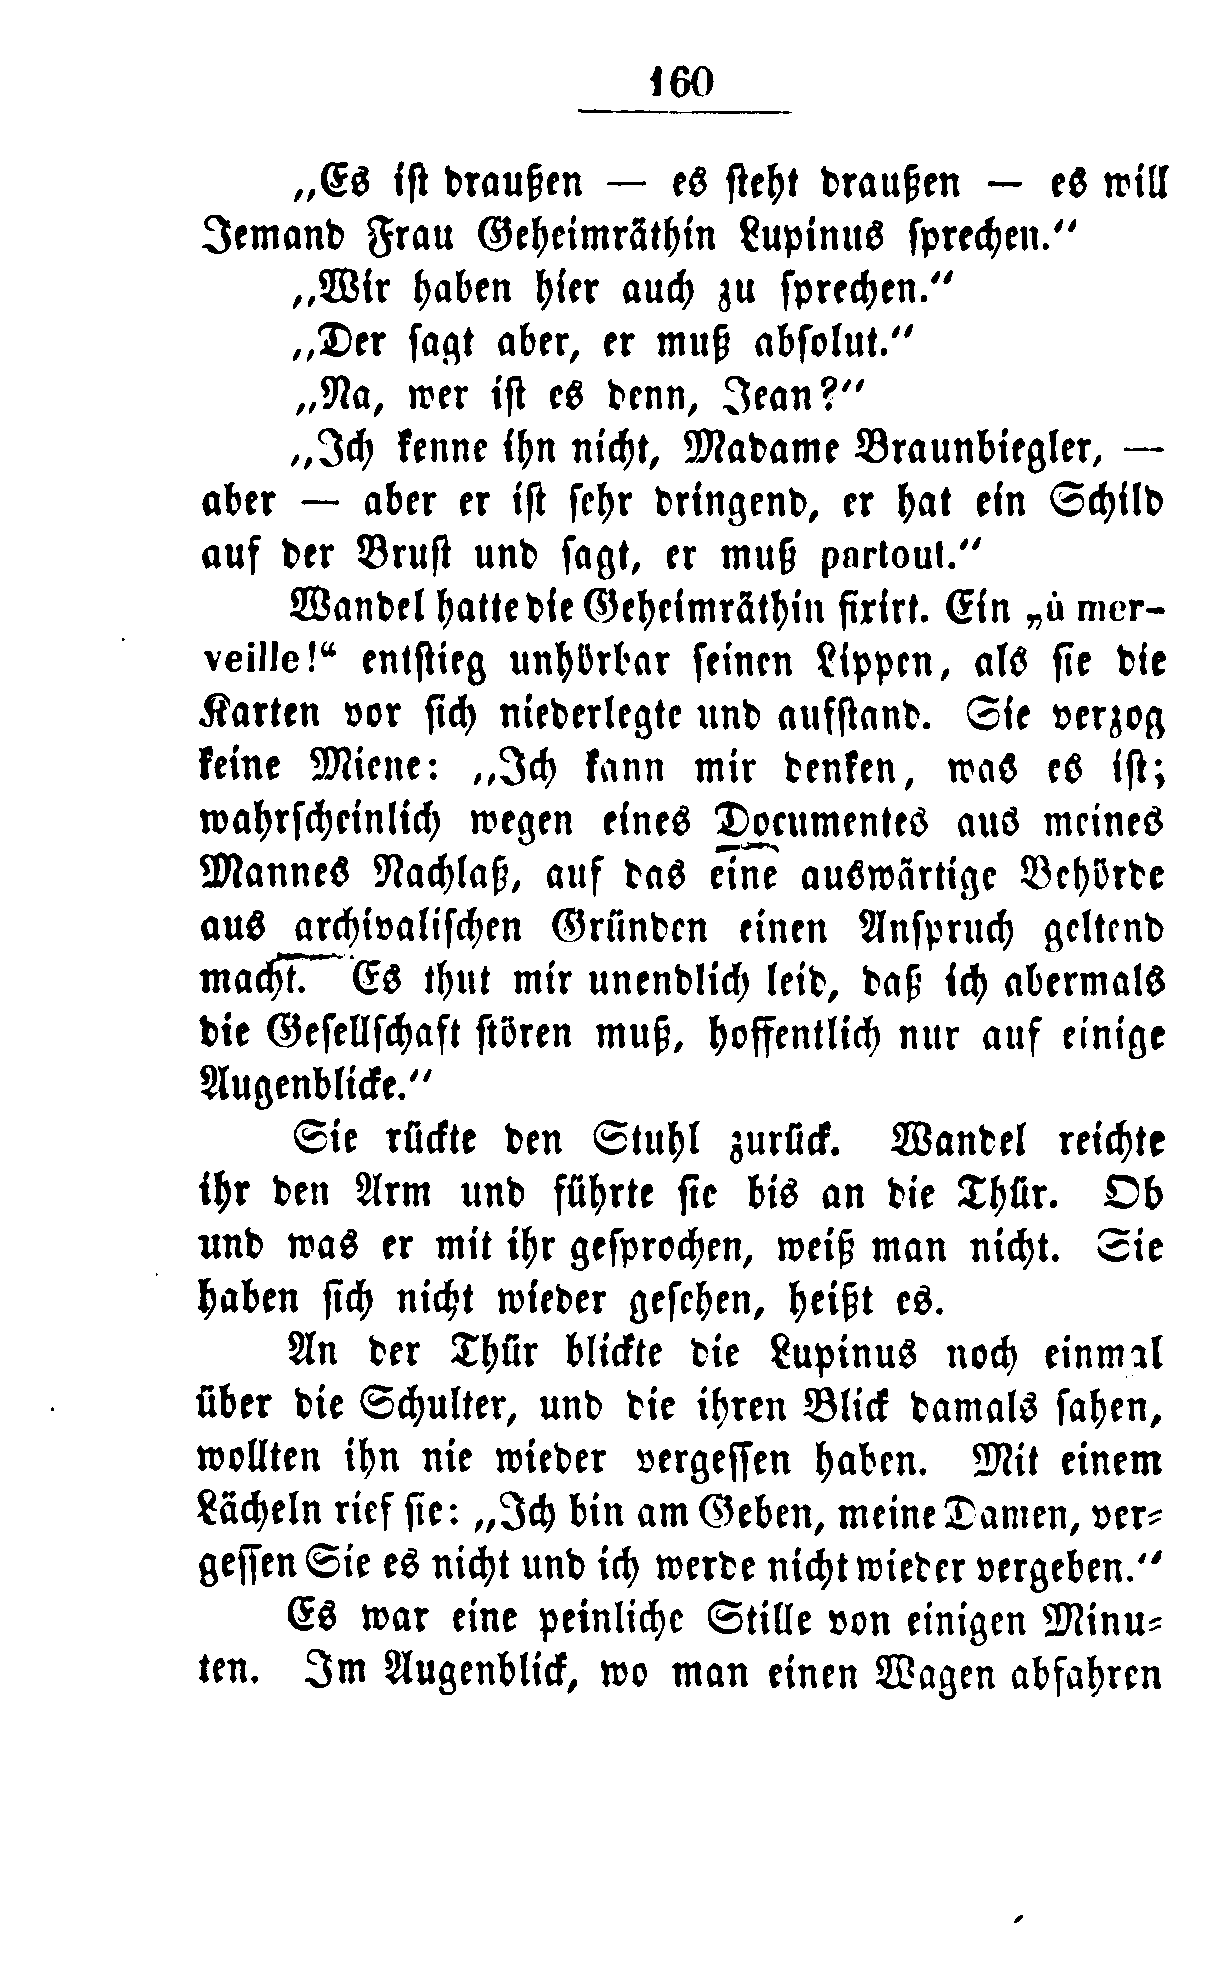 160
„Es ist draußen — es steht draußen — es will
Jemand Frau Geheimräthin Lupinus sprechen.“
„Wir haben hier auch zu sprechen.“
„Der sagt aber, er muß absolut.“
„Na, wer ist es denn, Jean?“
„Ich kenne ihn nicht, Madame Braunbiegler, —
aber — aber er ist sehr dringend, er hat ein Schild
auf der Brust und sagt, er muß partout.“
Wandel hatte die Geheimräthin fixirt. Ein „à mer-
veille!“ entstieg unhörbar seinen Lippen, als sie die
Karten vor sich niederlegte und aufstand. Sie verzog
keine Miene: „Ich kann mir denken, was es ist;
wahrscheinlich wegen eines Documentes aus meines
Mannes Nachlaß, auf das eine auswärtige Behörde
aus archivalischen Gründen einen Anspruch geltend
macht. Es thut mir unendlich leid, daß ich abermals
die Gesellschaft stören muß, hoffentlich nur auf einige
Augenblicke.“
Sie rückte den Stuhl zurück. Wandel reichte
ihr den Arm und führte sie bis an die Thür. Ob
und was er mit ihr gesprochen, weiß man nicht. Sie
haben sich nicht wieder gesehen, heißt es.
An der Thür blickte die Lupinus noch einmal
über die Schulter, und die ihren Blick damals sahen,
wollten ihn nie wieder vergessen haben. Mit einem
Lächeln rief sie: „Ich bin am Geben, meine Damen, ver-
gessen Sie es nicht und ich werde nicht wieder vergeben.“
Es war eine peinliche Stille von einigen Minu-
ten. Im Augenblick, wo man einen Wagen abfahren